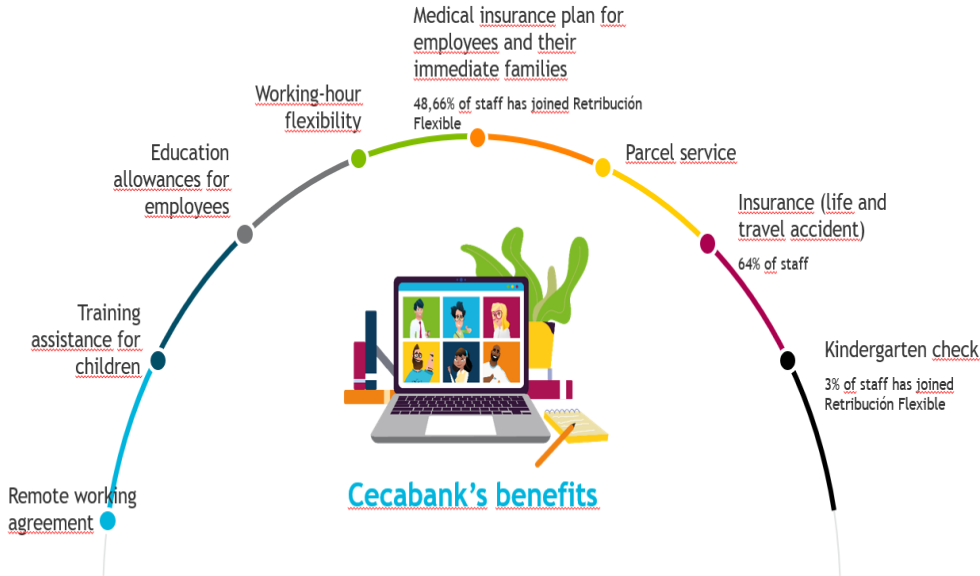 Medical insurance plan for
employees and their
immediate families
48,66% of staff has joined Retribución
Flexible
Working-hour
flexibility
Parcel service
Education
allowances for
employees
Insurance (life and
travel accident)
64% of staff
Training
assistance for
children
Kindergarten check
3% of staff has joined
Retribución Flexible
Remote working
agreement
Cecabank’s benefits